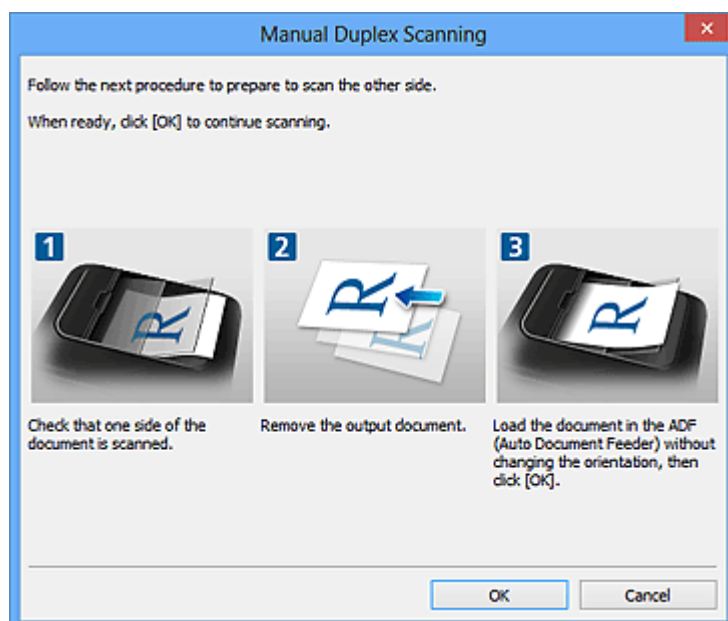 Manual Duplex Scanning
Follow the next procedure to prepare to scan the other side.
When ready, click [OK] to continue scanning.
1
2
3
R
R
R
R
Check that one side of the
document is scanned.
Remove the output document.
Load the document in the ADF
(Auto Document Feeder) without
changing the orientation, then
click [OK].
OK
Cancel